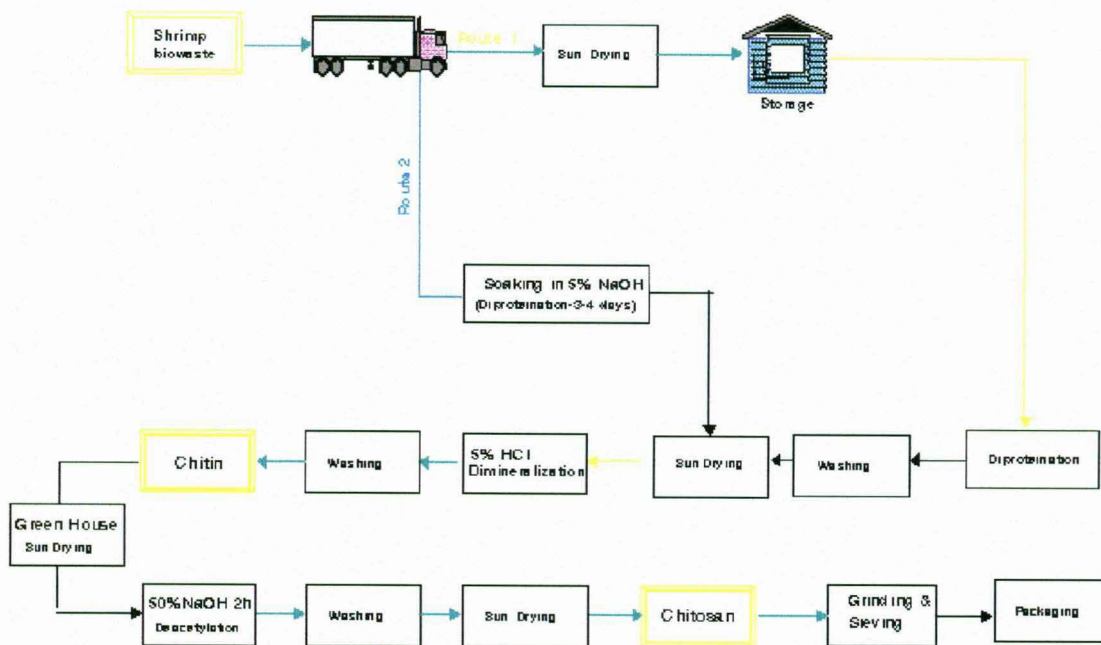 Shrimp
biowaste
Route 1
Sun Drying
Storage
Route 2
Soaking in 5% NaOH
(Diproteination-3-4 days)
Chitin
Washing
5% HCl
Dimineralization
Sun Drying
Washing
Diproteination
Green House
Sun Drying
50%NaOH 2h
Deacetylation
Washing
Sun Drying
Chitosan
Grinding &
Sieving
Packaging